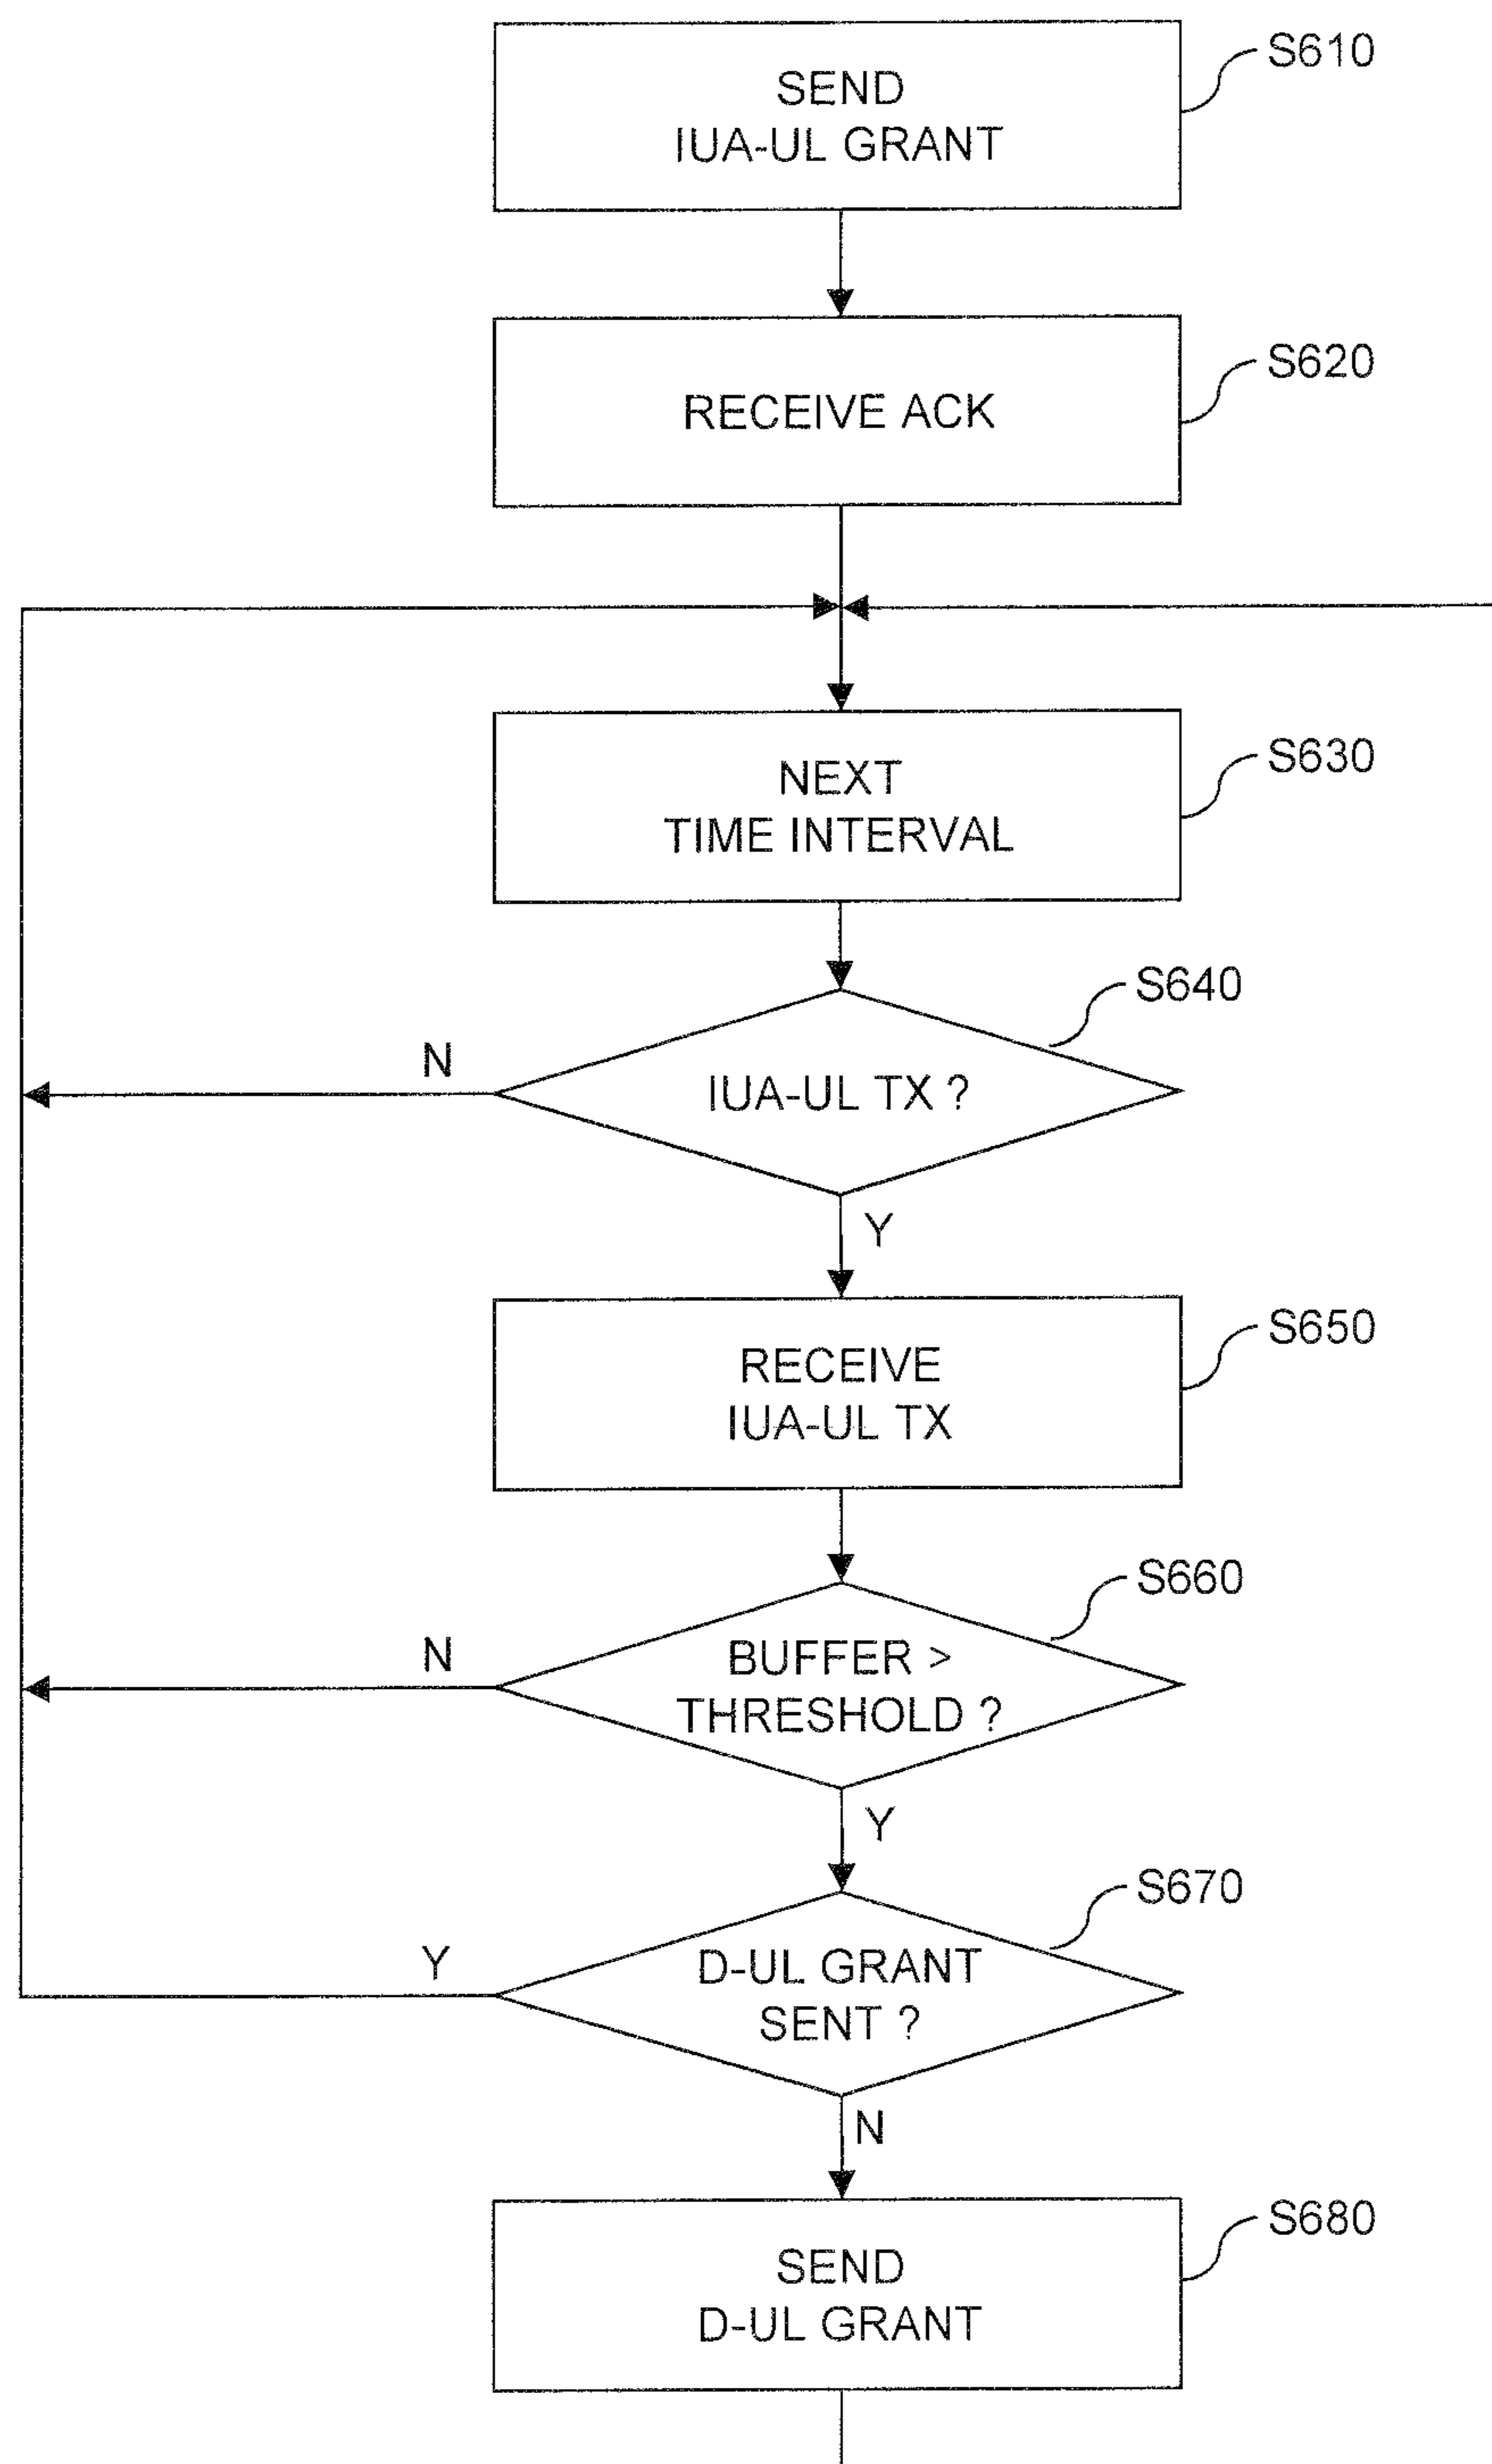 S610
SEND
IUA-UL GRANT
S620
RECEIVE ACK
S630
NEXT
TIME INTERVAL
S640
N
IUA-UL TX ?
Y
S650
RECEIVE
IUA-UL TX
S660
N
BUFFER >
THRESHOLD ?
Y
S670
Y
D-UL GRANT
SENT ?
N
S680
SEND
D-UL GRANT